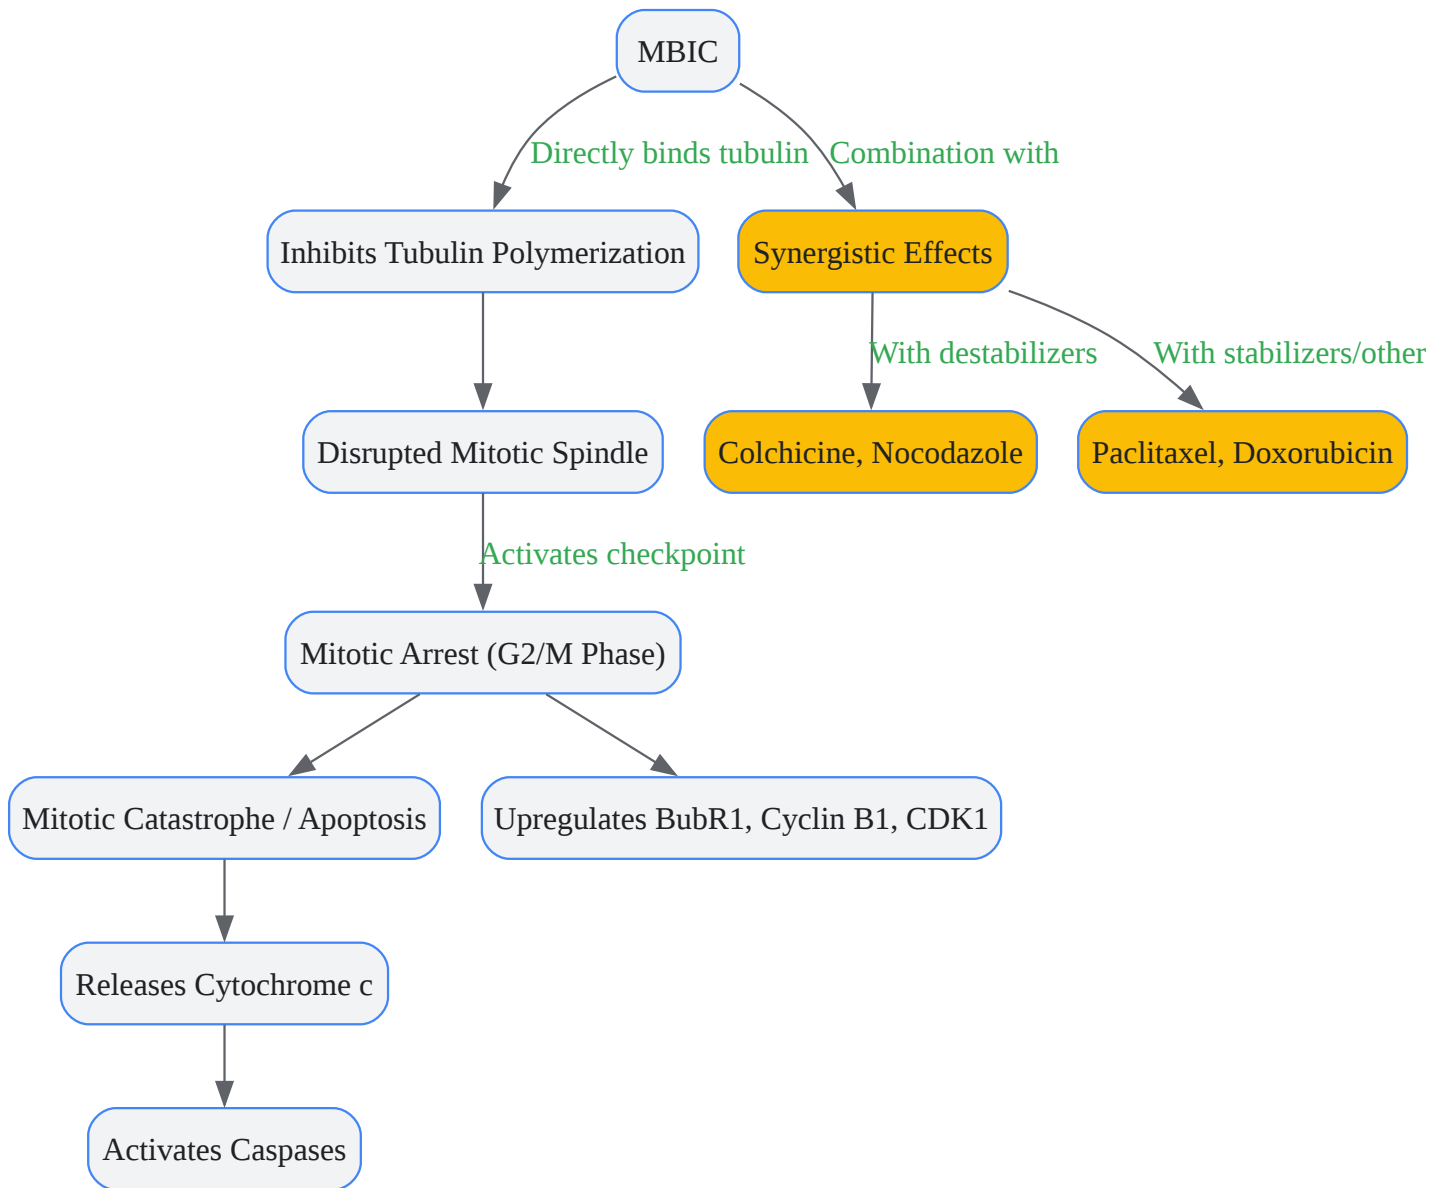 MBIC
Directly binds tubulin
Combination with
Inhibits Tubulin Polymerization
Synergistic Effects
With destabilizers
With stabilizers/other
Disrupted Mitotic Spindle
Colchicine, Nocodazole
Paclitaxel, Doxorubicin
Activates checkpoint
Mitotic Arrest (G2/M Phase)
Mitotic Catastrophe / Apoptosis
Upregulates BubR1, Cyclin B1, CDK1
Releases Cytochrome c
Activates Caspases